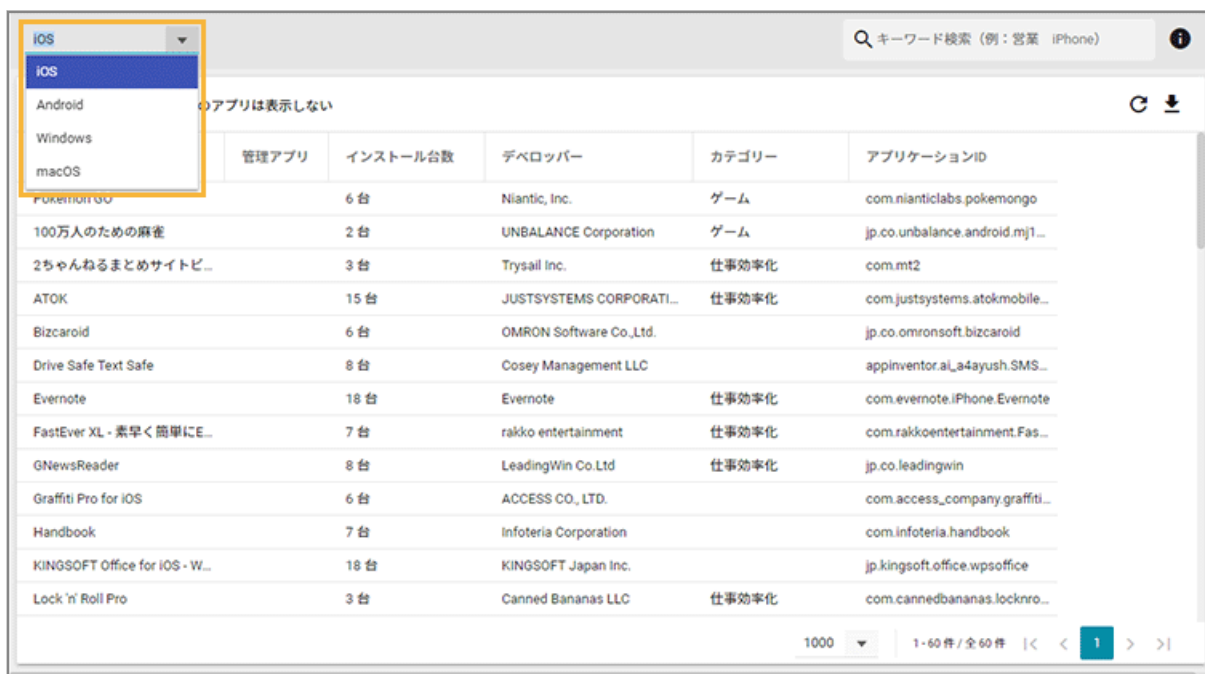 iOS
キーワード検索（例：営業 iPhone）
iOS
Android
Windows
macOS
のアプリは表示しない
管理アプリ インストール台数 デベロッパー カテゴリー アプリケーションID
Pokemon GO 6 台 Niantic, Inc. ゲーム com.nianticlabs.pokemongo
100万人のための麻雀 2 台 UNBALANCE Corporation ゲーム jp.co.unbalance.android.mj1...
2ちゃんねるまとめサイトビ... 3 台 Trysail Inc. 仕事効率化 com.mt2
ATOK 15 台 JUSTSYSTEMS CORPORATI... 仕事効率化 com.justsystems.atokmobile...
Bizcaroid 6 台 OMRON Software Co.,Ltd. jp.co.omronsoft.bizcaroid
Drive Safe Text Safe 8 台 Cosey Management LLC appinventor.ai_a4ayush.SMS...
Evernote 18 台 Evernote 仕事効率化 com.evernote.iPhone.Evernote
FastEver XL - 素早く簡単にE... 7 台 rakko entertainment 仕事効率化 com.rakkoentertainment.Fas...
GNewsReader 8 台 LeadingWin Co.Ltd 仕事効率化 jp.co.leadingwin
Graffiti Pro for iOS 6 台 ACCESS CO., LTD. com.access_company.graffiti...
Handbook 7 台 Infoteria Corporation com.infoteria.handbook
KINGSOFT Office for iOS - W... 18 台 KINGSOFT Japan Inc. jp.kingsoft.office.wpsoffice
Lock 'n' Roll Pro 3 台 Canned Bananas LLC 仕事効率化 com.cannedbananas.locknro...
1000 1 - 60 件 / 全 60 件 1